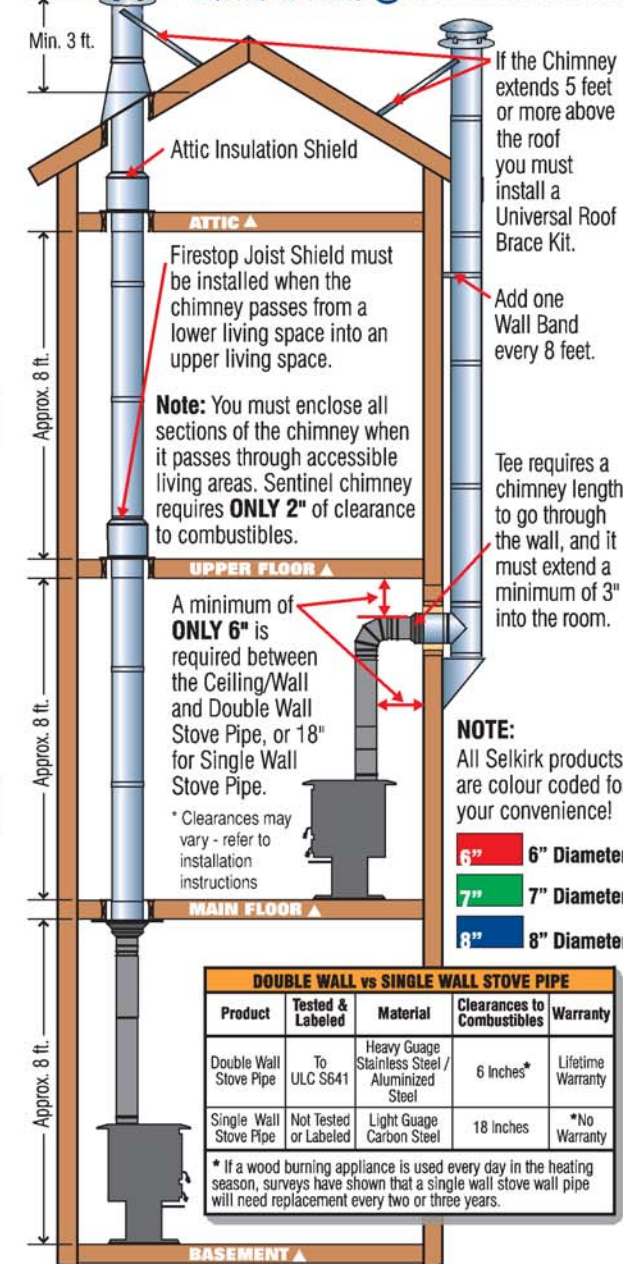 Min. 3 ft.
If the Chimney
extends 5 feet
or more above
the roof
you must
install a
Universal Roof
Brace Kit.
Attic Insulation Shield
ATTIC
Firestop Joist Shield must
be installed when the
chimney passes from a
lower living space into an
upper living space.
Add one
Wall Band
every 8 feet.
Approx. 8 ft.
Note: You must enclose all
sections of the chimney when
it passes through accessible
living areas. Sentinel chimney
requires ONLY 2" of clearance
to combustibles.
Tee requires a
chimney length
to go through
the wall, and it
must extend a
minimum of 3"
into the room.
UPPER FLOOR
A minimum of
ONLY 6" is
required between
the Ceiling/Wall
and Double Wall
Stove Pipe, or 18"
for Single Wall
Stove Pipe.
* Clearances may
vary - refer to
installation
instructions
Approx. 8 ft.
NOTE:
All Selkirk products
are colour coded fo
your convenience!
6" 6" Diameter
7" 7" Diameter
8" 8" Diameter
MAIN FLOOR
DOUBLE WALL vs SINGLE WALL STOVE PIPE
Product Tested & Labeled Material Clearances to Combustibles Warranty
Double Wall Stove Pipe To ULC S641 Heavy Guage Stainless Steel / Aluminized Steel 6 Inches* Lifetime Warranty
Single Wall Stove Pipe Not Tested or Labeled Light Guage Carbon Steel 18 Inches *No Warranty
* If a wood burning appliance is used every day in the heating
season, surveys have shown that a single wall stove wall pipe
will need replacement every two or three years.
Approx. 8 ft.
BASEMENT